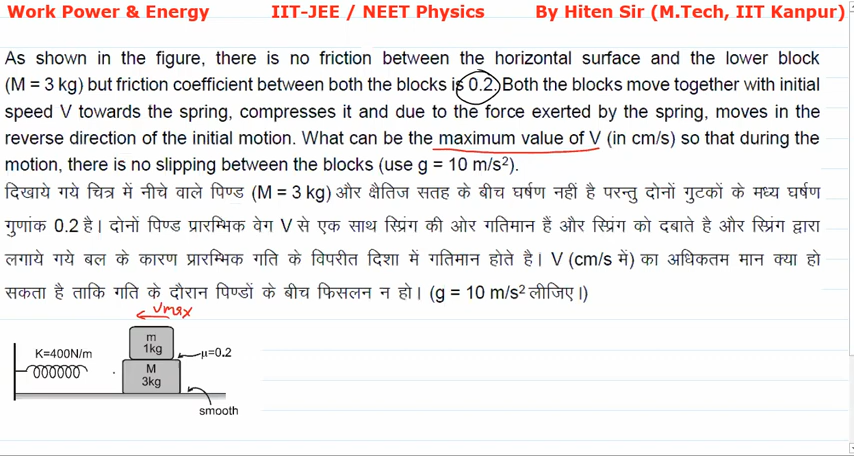 Work Power & Energy IIT-JEE / NEET Physics By Hiten Sir (M.Tech, IIT Kanpur)
As shown in the figure, there is no friction between the horizontal surface and the lower block
(M = 3 kg) but friction coefficient between both the blocks is 0.2. Both the blocks move together with initial
speed V towards the spring, compresses it and due to the force exerted by the spring, moves in the
reverse direction of the initial motion. What can be the maximum value of V (in cm/s) so that during the
motion, there is no slipping between the blocks (use g = 10 m/s²).
दिखाये गये चित्र में नीचे वाले पिण्ड (M = 3 kg) और क्षैतिज सतह के बीच घर्षण नहीं है परन्तु दोनों गुटकों के मध्य घर्षण
गुणांक 0.2 है। दोनों पिण्ड प्रारम्भिक वेग V से एक साथ स्प्रिंग की ओर गतिमान हैं और स्प्रिंग को दबाते है और स्प्रिंग द्वारा
लगाये गये बल के कारण प्रारम्भिक गति के विपरीत दिशा में गतिमान होते है। V (cm/s में) का अधिकतम मान क्या हो
सकता है ताकि गति के दौरान पिण्डों के बीच फिसलन न हो। (g = 10 m/s² लीजिए।)
Vmax
m
1kg
K=400N/m
μ=0.2
M
3kg
smooth